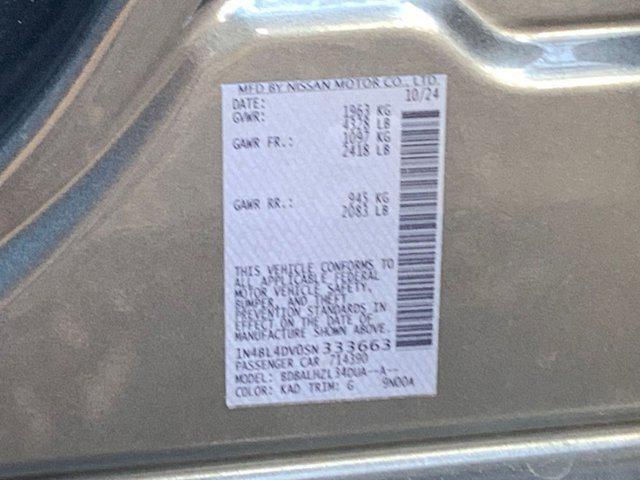 MFD BY NISSAN MOTOR CO., LTD.
DATE: 10/24
GVWR: 1963 KG
4328 LB
GAWR FR.: 1097 KG
2418 LB
GAWR RR.: 945 KG
2083 LB
THIS VEHICLE CONFORMS TO
ALL APPLICABLE FEDERAL
MOTOR VEHICLE SAFETY,
BUMPER, AND THEFT
PREVENTION STANDARDS IN
EFFECT ON THE DATE OF
MANUFACTURE SHOWN ABOVE.
1N4BL4DV0SN333663
PASSENGER CAR 714390
MODEL: BDBALHZL34DUA--A--
COLOR: KAD TRIM: G 9N00A